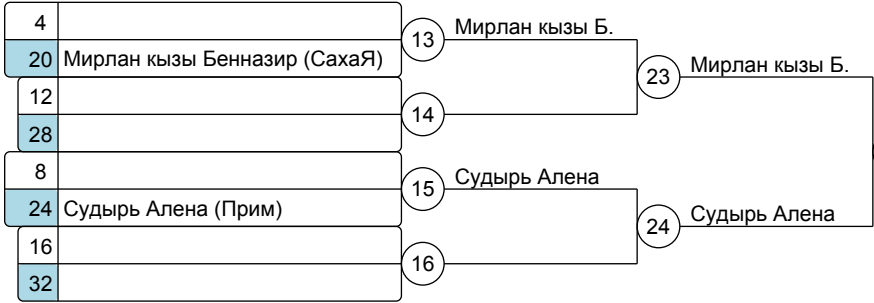 4
20 Мирлан кызы Бенназир (СахаЯ)
13 Мирлан кызы Б.
12
28
14
23 Мирлан кызы Б.
8
24 Судырь Алена (Прим)
15 Судырь Алена
16
32
16
24 Судырь Алена